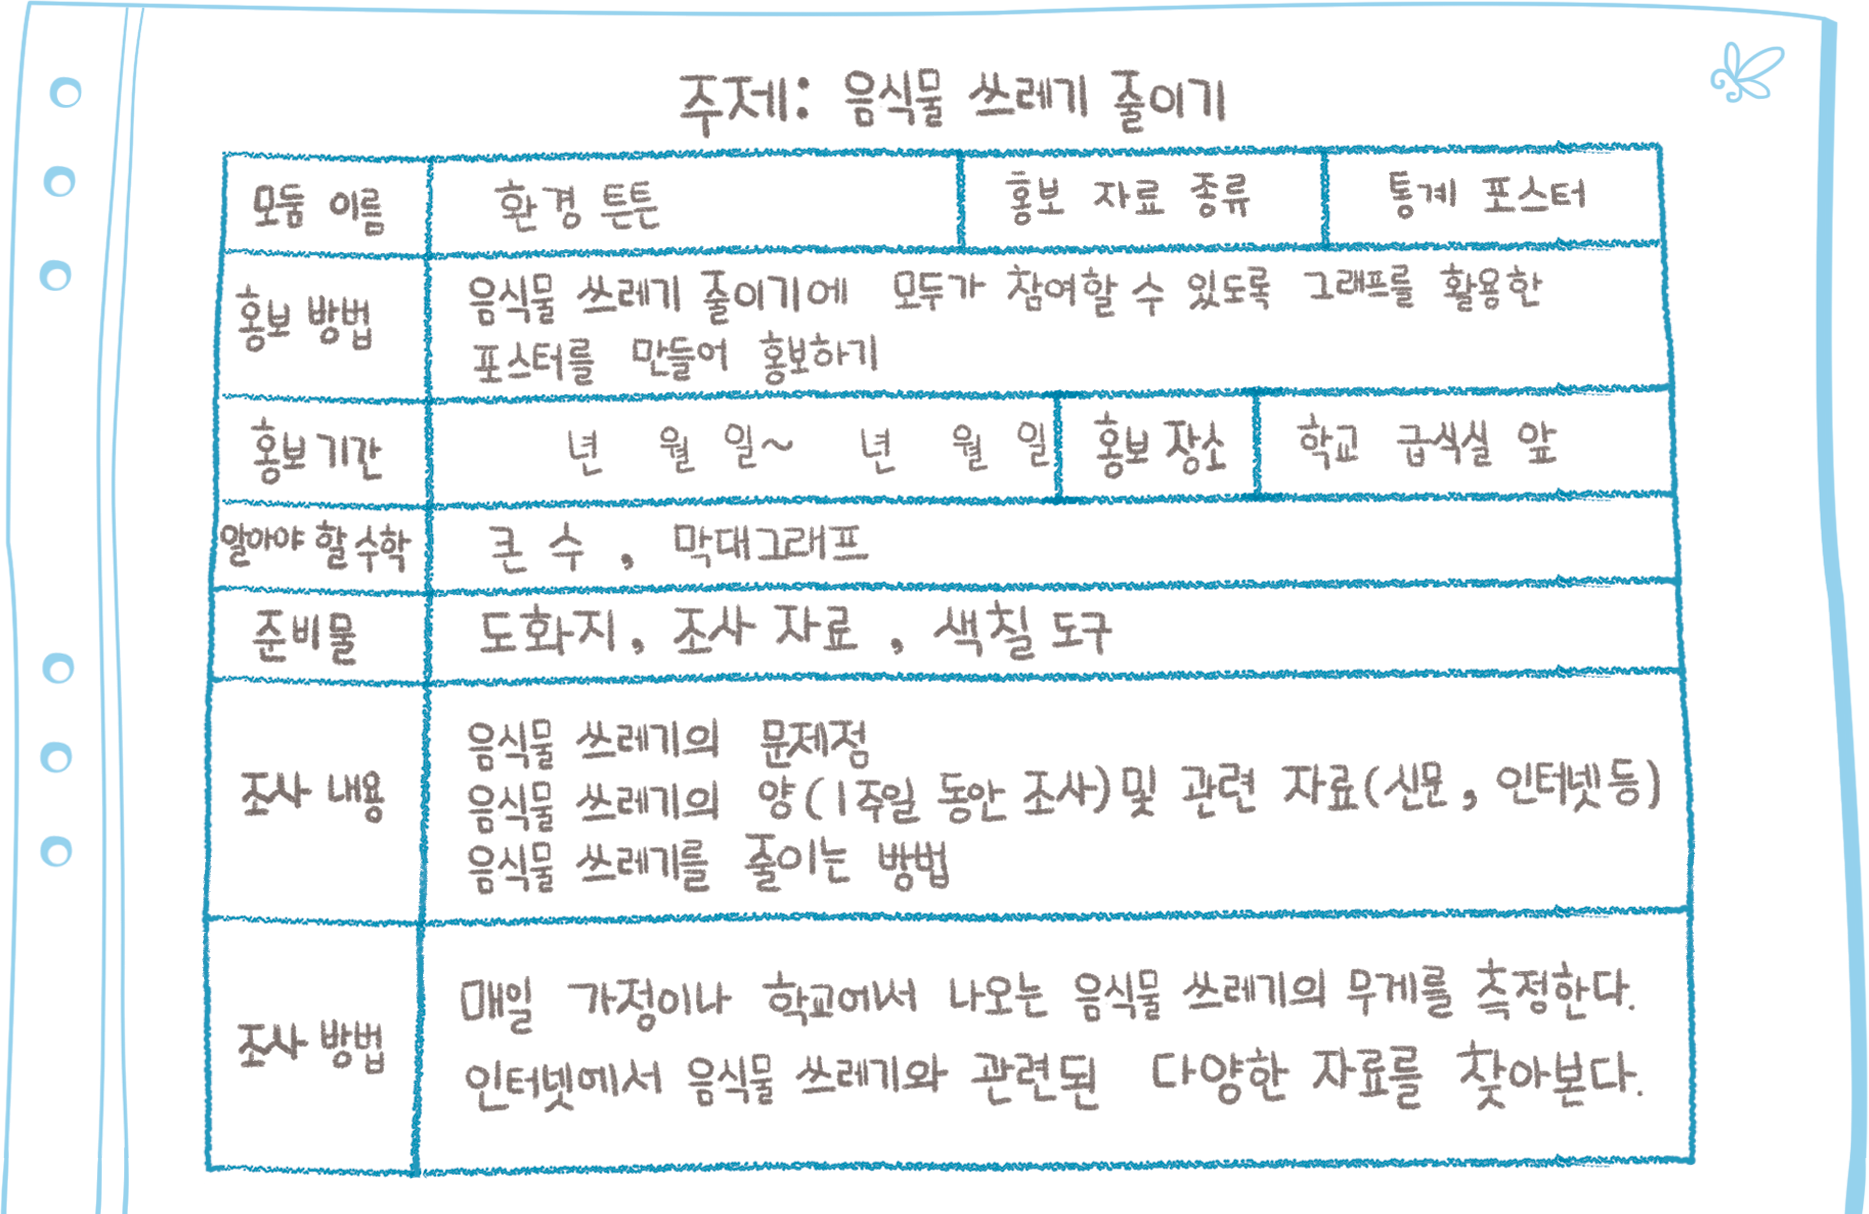 주제: 음식물 쓰레기 줄이기
모둠 이름 환경 튼튼 홍보 자료 종류 통계 포스터
홍보 방법 음식물 쓰레기 줄이기에 모두가 참여할 수 있도록 그래프를 활용한
포스터를 만들어 홍보하기
홍보 기간 년 월 일~ 년 월 일 홍보 장소 학교 급식실 앞
알아야 할 수학 큰 수, 막대그래프
준비물 도화지, 조사 자료, 색칠 도구
조사 내용
음식물 쓰레기의 문제점
음식물 쓰레기의 양(1주일 동안 조사) 및 관련 자료(신문, 인터넷 등)
음식물 쓰레기를 줄이는 방법
조사 방법
매일 가정이나 학교에서 나오는 음식물 쓰레기의 무게를 측정한다.
인터넷에서 음식물 쓰레기와 관련된 다양한 자료를 찾아본다.